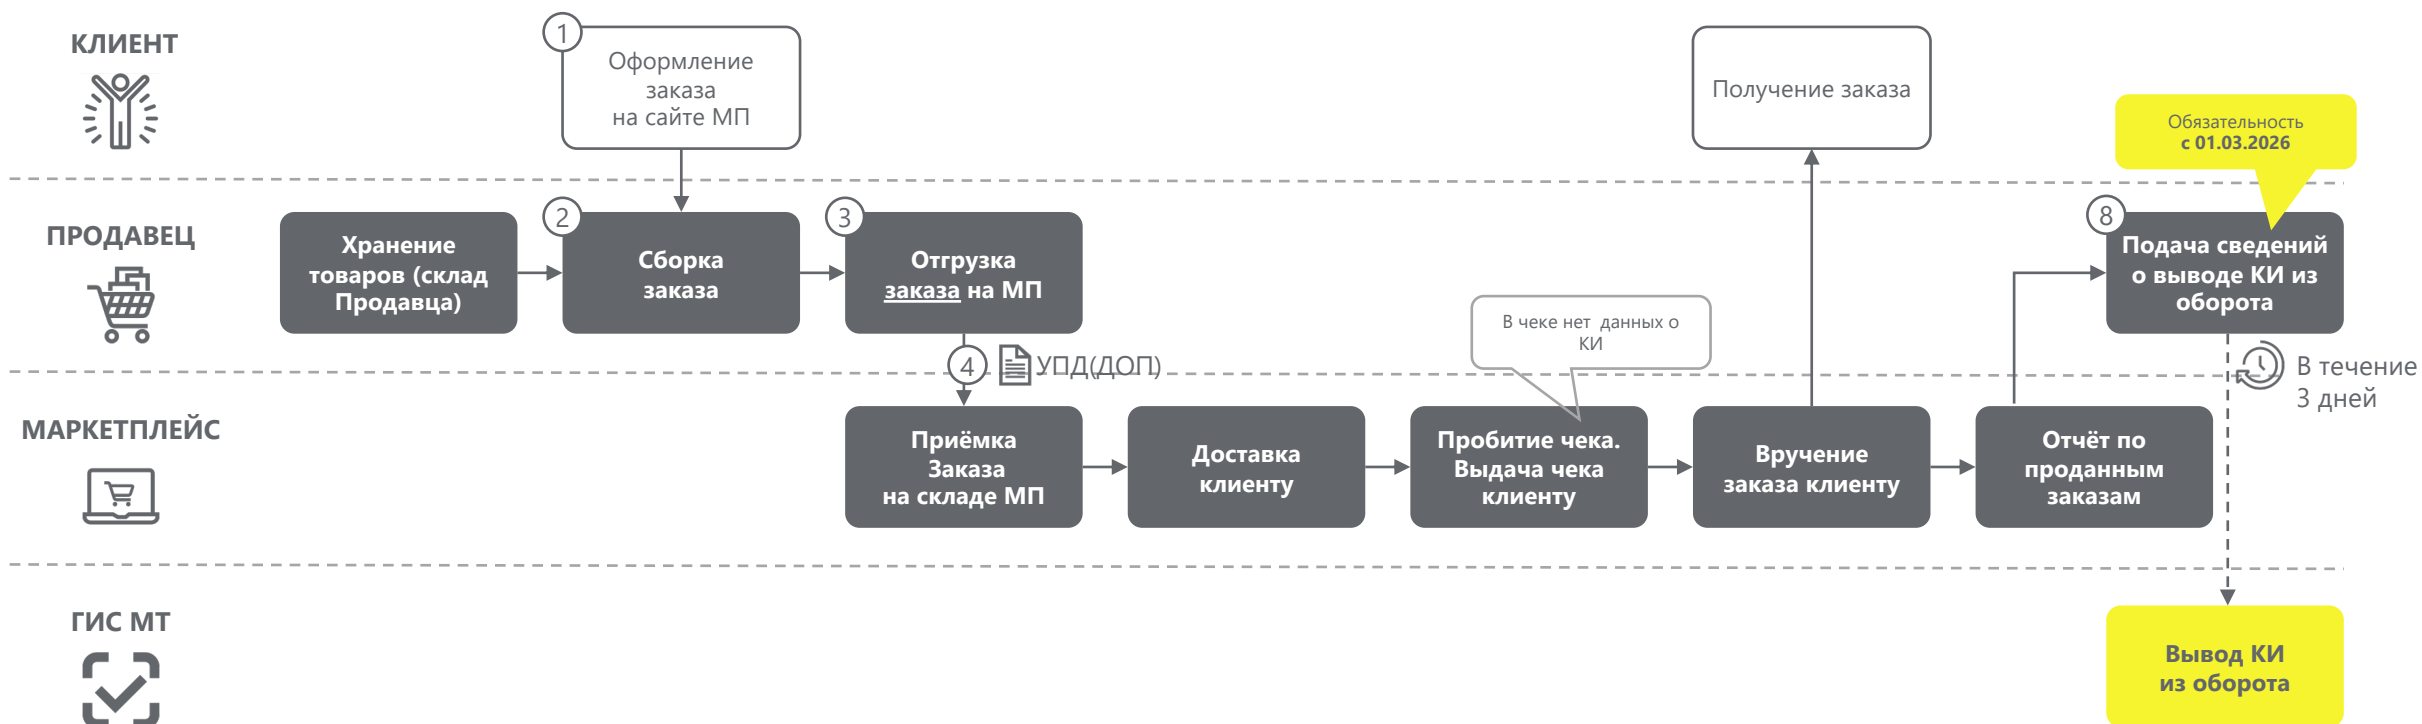 КЛИЕНТ
1
Оформление
заказа
на сайте МП
Получение заказа
Обязательность
с 01.03.2026
ПРОДАВЕЦ
Хранение
товаров (склад
Продавца)
2
Сборка
заказа
3
Отгрузка
заказа на МП
8
Подача сведений
о выводе КИ из
оборота
В чеке нет данных о
КИ
4
УПД(ДОП)
В течение
3 дней
МАРКЕТПЛЕЙС
Приёмка
Заказа
на складе МП
Доставка
клиенту
Пробитие чека.
Выдача чека
клиенту
Вручение
заказа клиенту
Отчёт по
проданным
заказам
ГИС МТ
Вывод КИ
из оборота